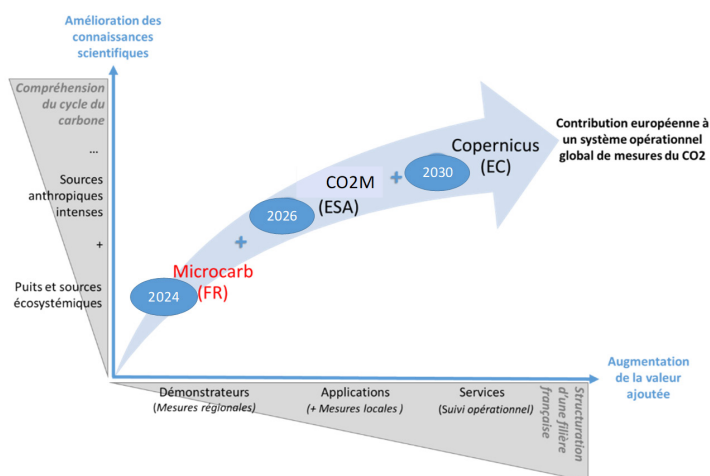 Amélioration des
connaissances
scientifiques
Compréhension
du cycle du
carbone
...
Sources
anthropiques
intenses
+
Puits et sources
écosystémiques
2024
Microcarb
(FR)
+
2026
CO2M
(ESA)
+
2030
Copernicus
(EC)
Contribution européenne à
un système opérationnel
global de mesures du CO2
Augmentation
de la valeur
ajoutée
Démonstrateurs
(Mesures régionales)
Applications
(+ Mesures locales )
Services
(Suivi opérationnel)
Structuration
d'une filière
française